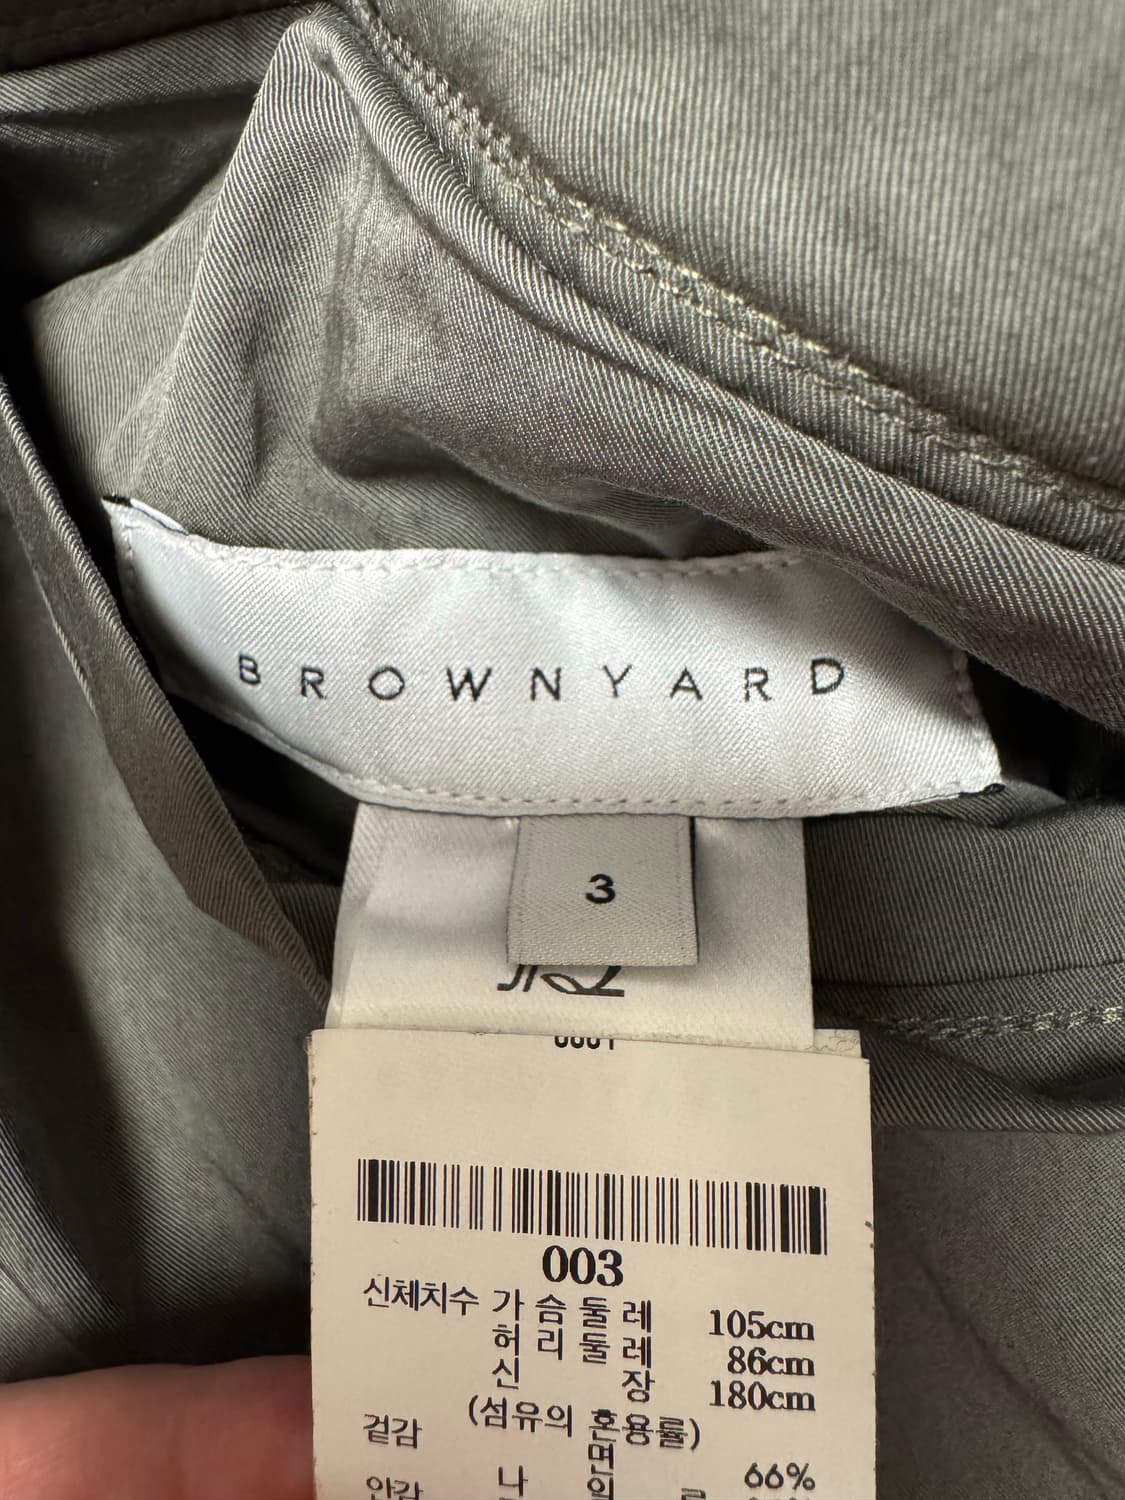 BROWNYARD
3
003
신체치수 가슴둘레 105cm
허리둘레 86cm
신장 180cm
(섬유의 혼용률)
겉감 면 66%